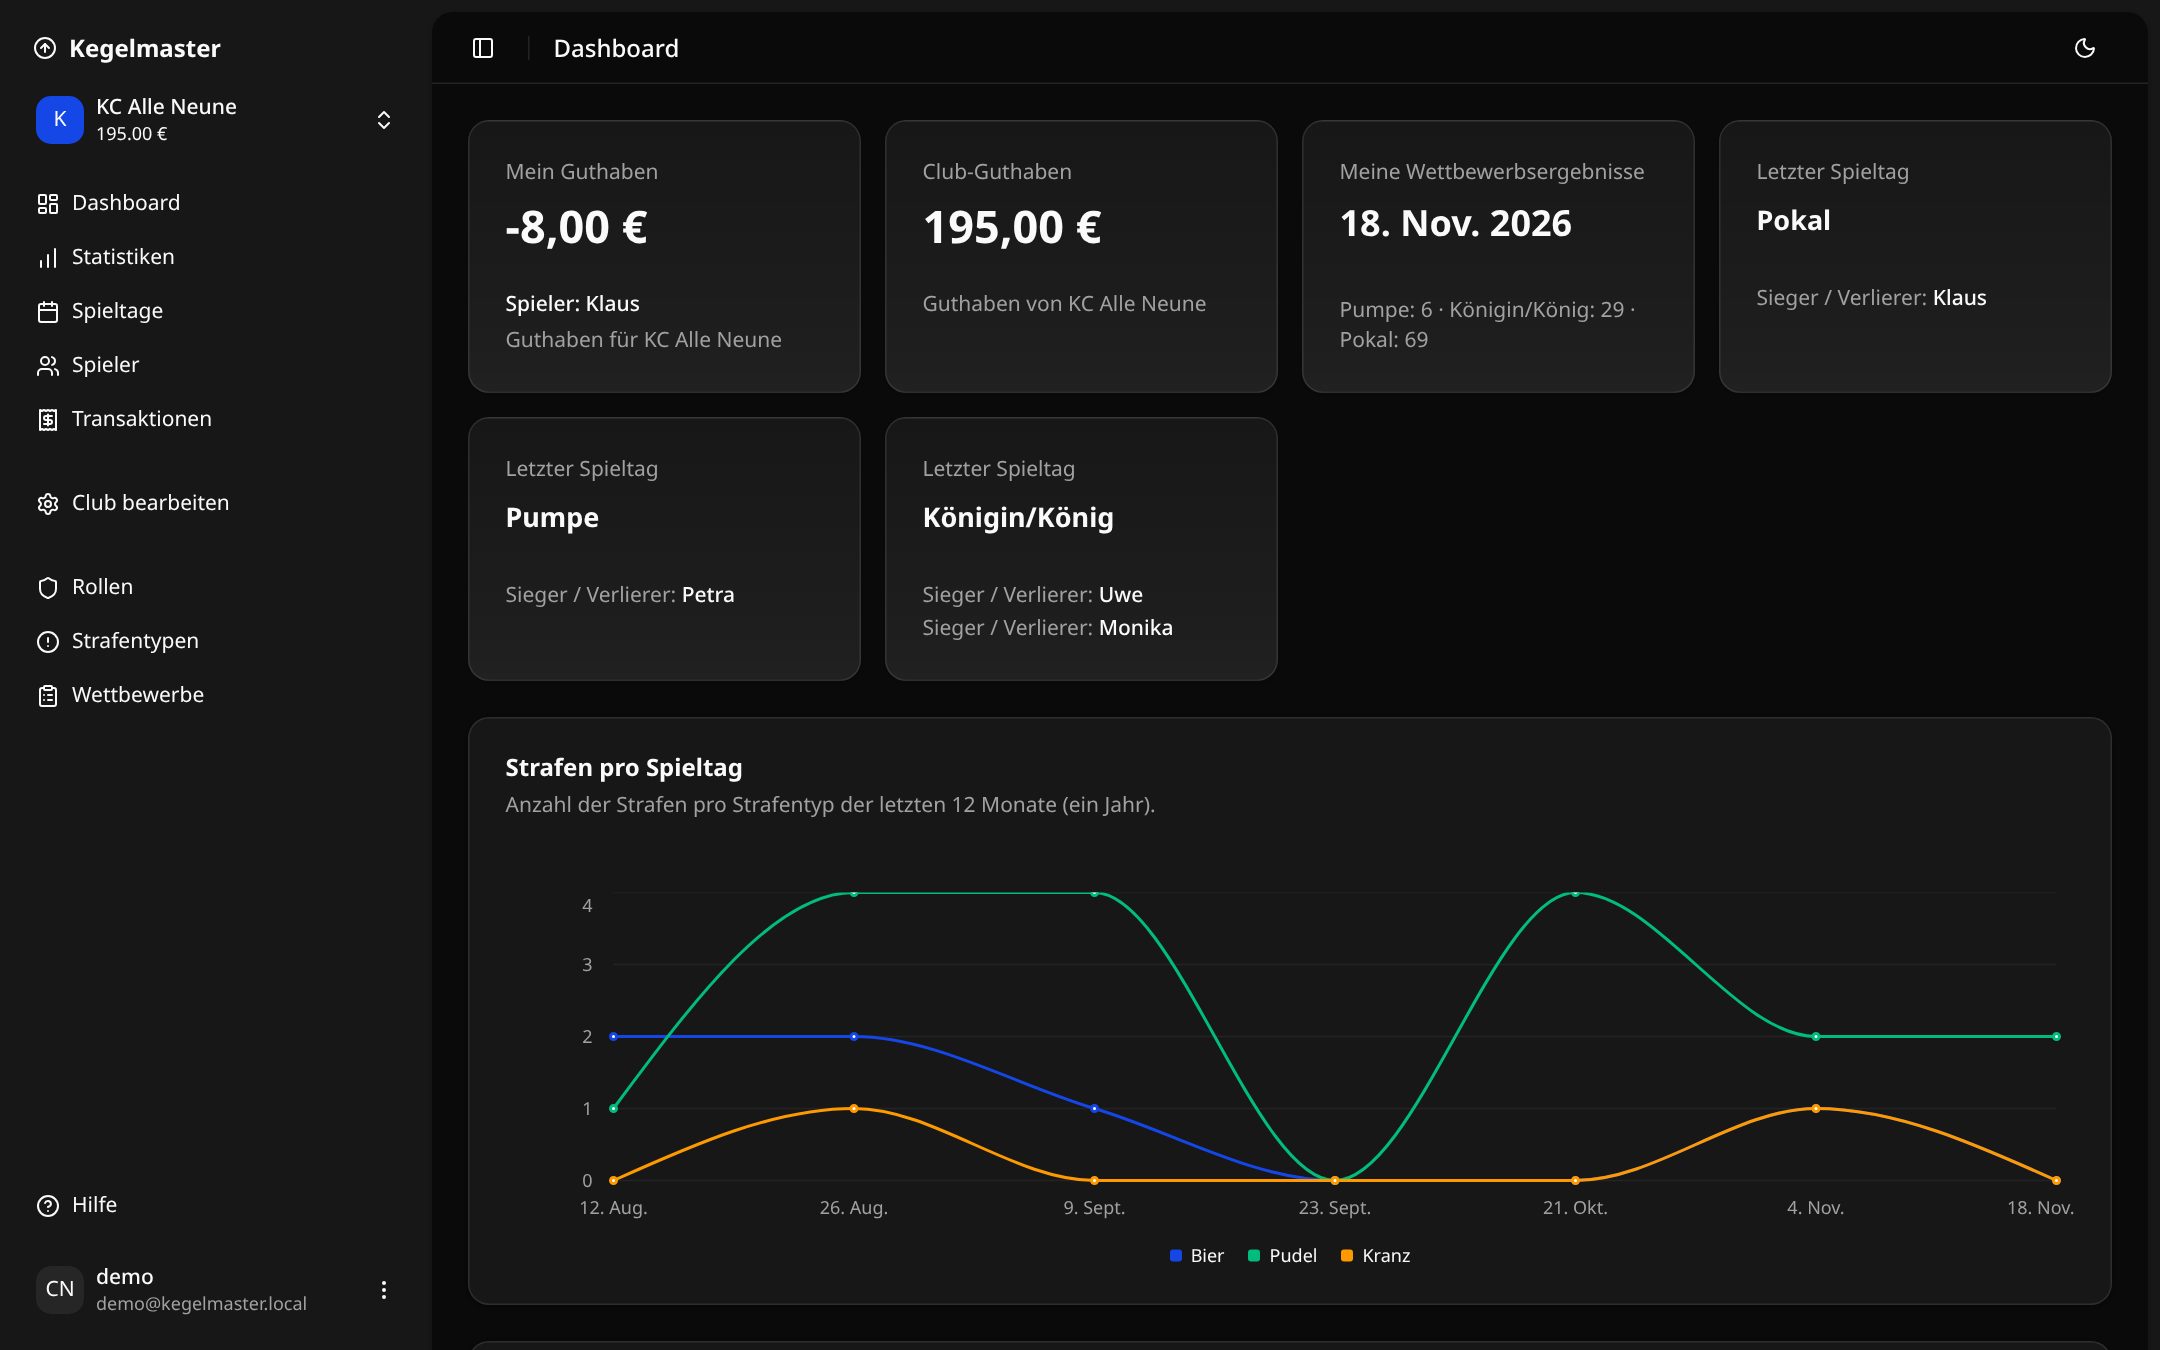 Kegelmaster
K
KC Alle Neune
195.00 €
Dashboard
Statistiken
Spieltage
Spieler
Transaktionen
Club bearbeiten
Rollen
Strafentypen
Wettbewerbe
Hilfe
CN
demo
demo@kegelmaster.local
Dashboard
Mein Guthaben
-8,00 €
Spieler: Klaus
Guthaben für KC Alle Neune
Club-Guthaben
195,00 €
Guthaben von KC Alle Neune
Meine Wettbewerbsergebnisse
18. Nov. 2026
Pumpe: 6 · Königin/König: 29 ·
Pokal: 69
Letzter Spieltag
Pokal
Sieger / Verlierer: Klaus
Letzter Spieltag
Pumpe
Sieger / Verlierer: Petra
Letzter Spieltag
Königin/König
Sieger / Verlierer: Uwe
Sieger / Verlierer: Monika
Strafen pro Spieltag
Anzahl der Strafen pro Strafentyp der letzten 12 Monate (ein Jahr).
4
3
2
1
0
12. Aug. 26. Aug. 9. Sept. 23. Sept. 21. Okt. 4. Nov. 18. Nov.
Bier Pudel Kranz